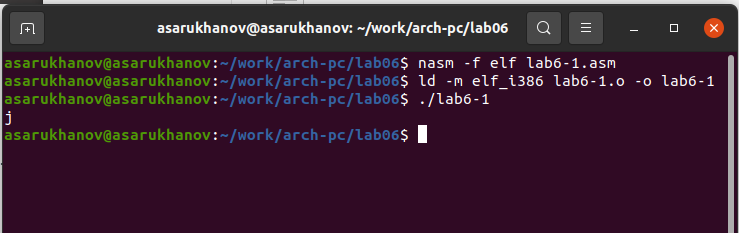 asarukhanov@asarukhanov: ~/work/arch-pc/lab06
asarukhanov@asarukhanov:~/work/arch-pc/lab06$ nasm -f elf lab6-1.asm
asarukhanov@asarukhanov:~/work/arch-pc/lab06$ ld -m elf_i386 lab6-1.o -o lab6-1
asarukhanov@asarukhanov:~/work/arch-pc/lab06$ ./lab6-1
j
asarukhanov@asarukhanov:~/work/arch-pc/lab06$